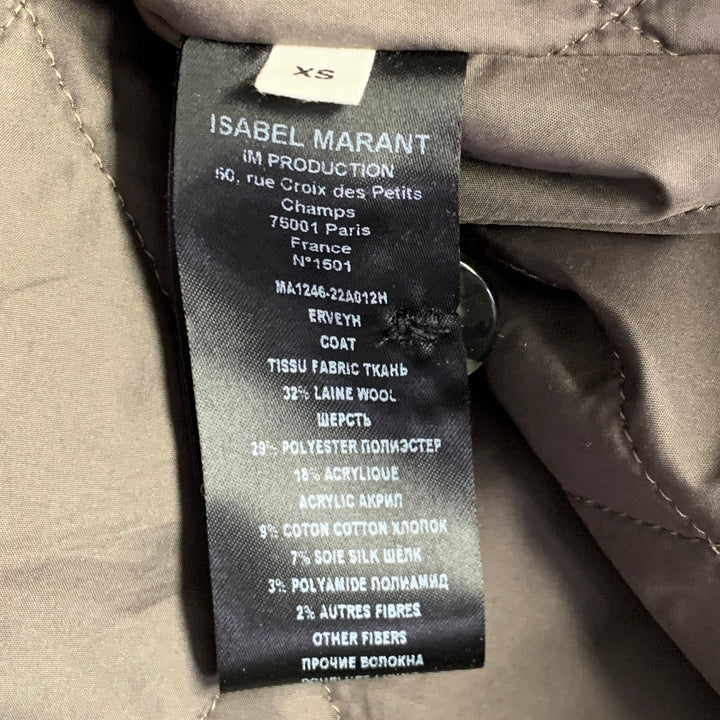 XS
ISABEL MARANT
IM PRODUCTION
50, rue Croix des Petits
Champs
75001 Paris
France
N°1501
MA1246-22A012H
ERVEYH
COAT
TISSU FABRIC ТКАНЬ
32% LAINE WOOL
ШЕРСТЬ
29% POLYESTER ПОЛИЭСТЕР
18% ACRYLIQUE
ACRYLIC АКРИЛ
9% COTON COTTON ХЛОПОК
7% SOIE SILK ШЕЛК
3% POLYAMIDE ПОЛИАМИД
2% AUTRES FIBRES
OTHER FIBERS
ПРОЧИЕ ВОЛОКНА